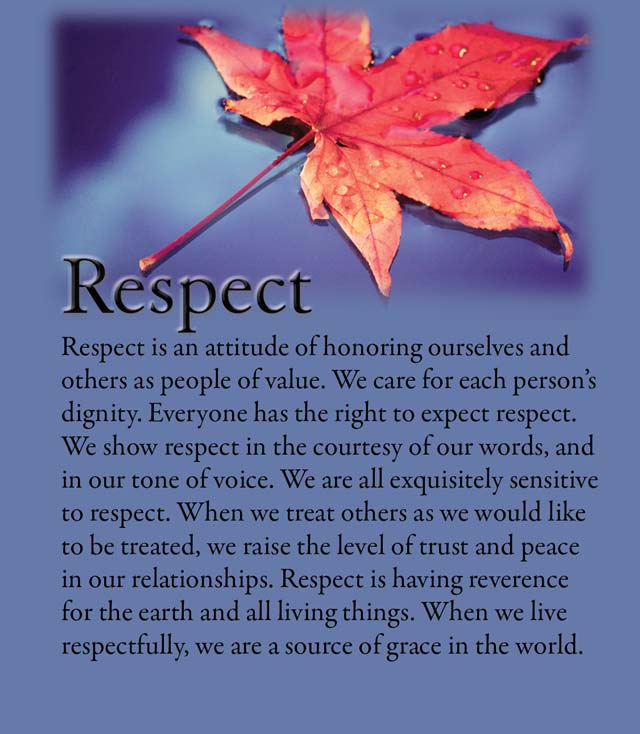 Respect
Respect is an attitude of honoring ourselves and
others as people of value. We care for each person's
dignity. Everyone has the right to expect respect.
We show respect in the courtesy of our words, and
in our tone of voice. We are all exquisitely sensitive
to respect. When we treat others as we would like
to be treated, we raise the level of trust and peace
in our relationships. Respect is having reverence
for the earth and all living things. When we live
respectfully, we are a source of grace in the world.